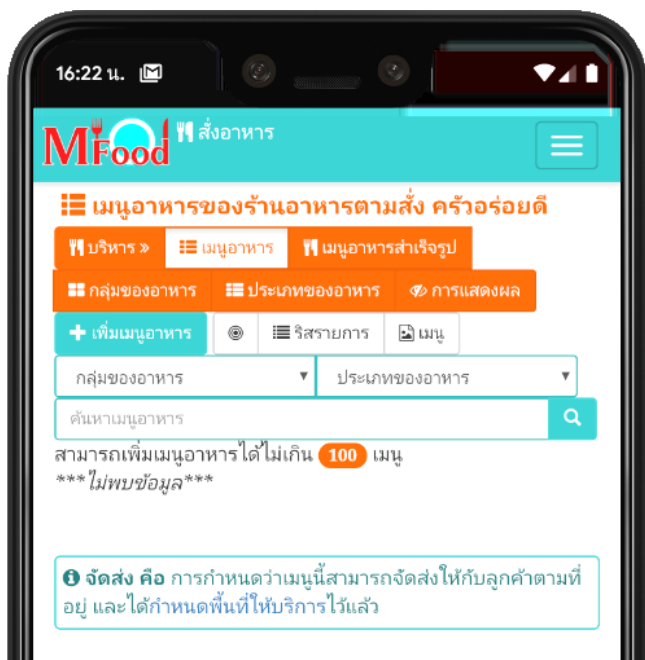 16:22 น.
MFood สั่งอาหาร
เมนูอาหารของร้านอาหารตามสั่ง ครัวอร่อยดี
บริหาร » เมนูอาหาร เมนูอาหารสำเร็จรูป
กลุ่มของอาหาร ประเภทของอาหาร การแสดงผล
เพิ่มเมนูอาหาร ริสรายการ เมนู
กลุ่มของอาหาร ประเภทของอาหาร
ค้นหาเมนูอาหาร
สามารถเพิ่มเมนูอาหารได้ไม่เกิน 100 เมนู
***ไม่พบข้อมูล***
จัดส่ง คือ การกำหนดว่าเมนูนี้สามารถจัดส่งให้กับลูกค้าตามที่
อยู่ และได้กำหนดพื้นที่ให้บริการไว้แล้ว